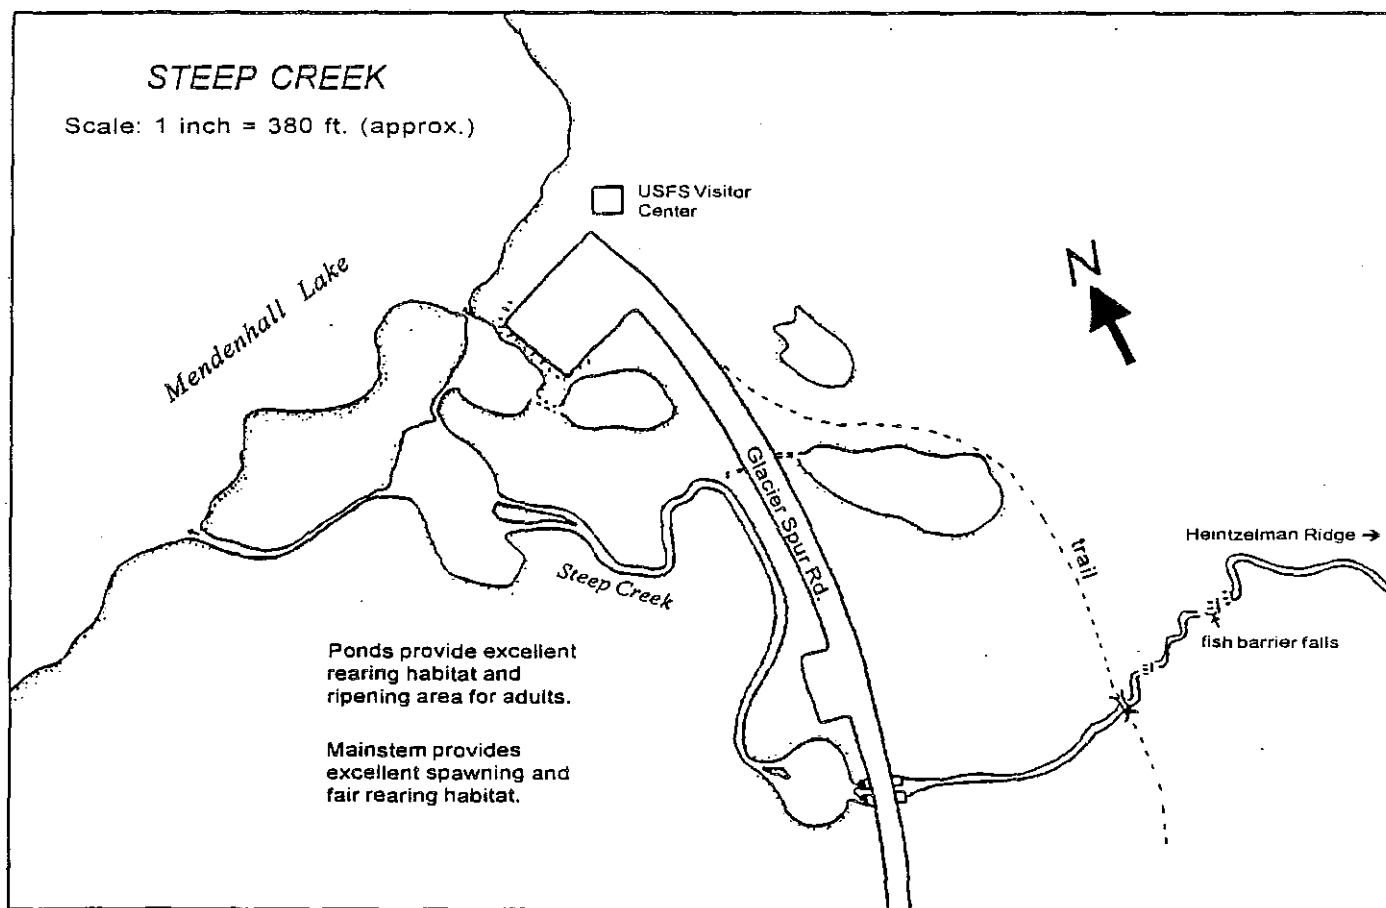 STEEP CREEK
Scale: 1 inch = 380 ft. (approx.)
USFS Visitor
Center
N
Mendenhall Lake
Glacier Spur Rd.
trail
Heintzelman Ridge →
fish barrier falls
Steep Creek
Ponds provide excellent
rearing habitat and
ripening area for adults.
Mainstem provides
excellent spawning and
fair rearing habitat.